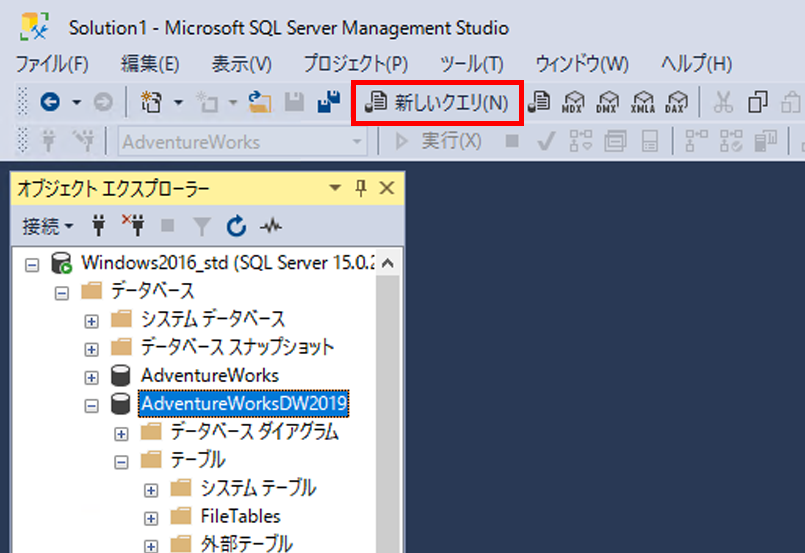 Solution1 - Microsoft SQL Server Management Studio
ファイル(F) 編集(E) 表示(V) プロジェクト(P) ツール(T) ウィンドウ(W) ヘルプ(H)
新しいクエリ(N) MDX DMX XMLA DAX
AdventureWorks 実行(X)
オブジェクト エクスプローラー
接続
Windows2016_std (SQL Server 15.0.2
データベース
システム データベース
データベース スナップショット
AdventureWorks
AdventureWorksDW2019
データベース ダイアグラム
テーブル
システム テーブル
FileTables
外部テーブル